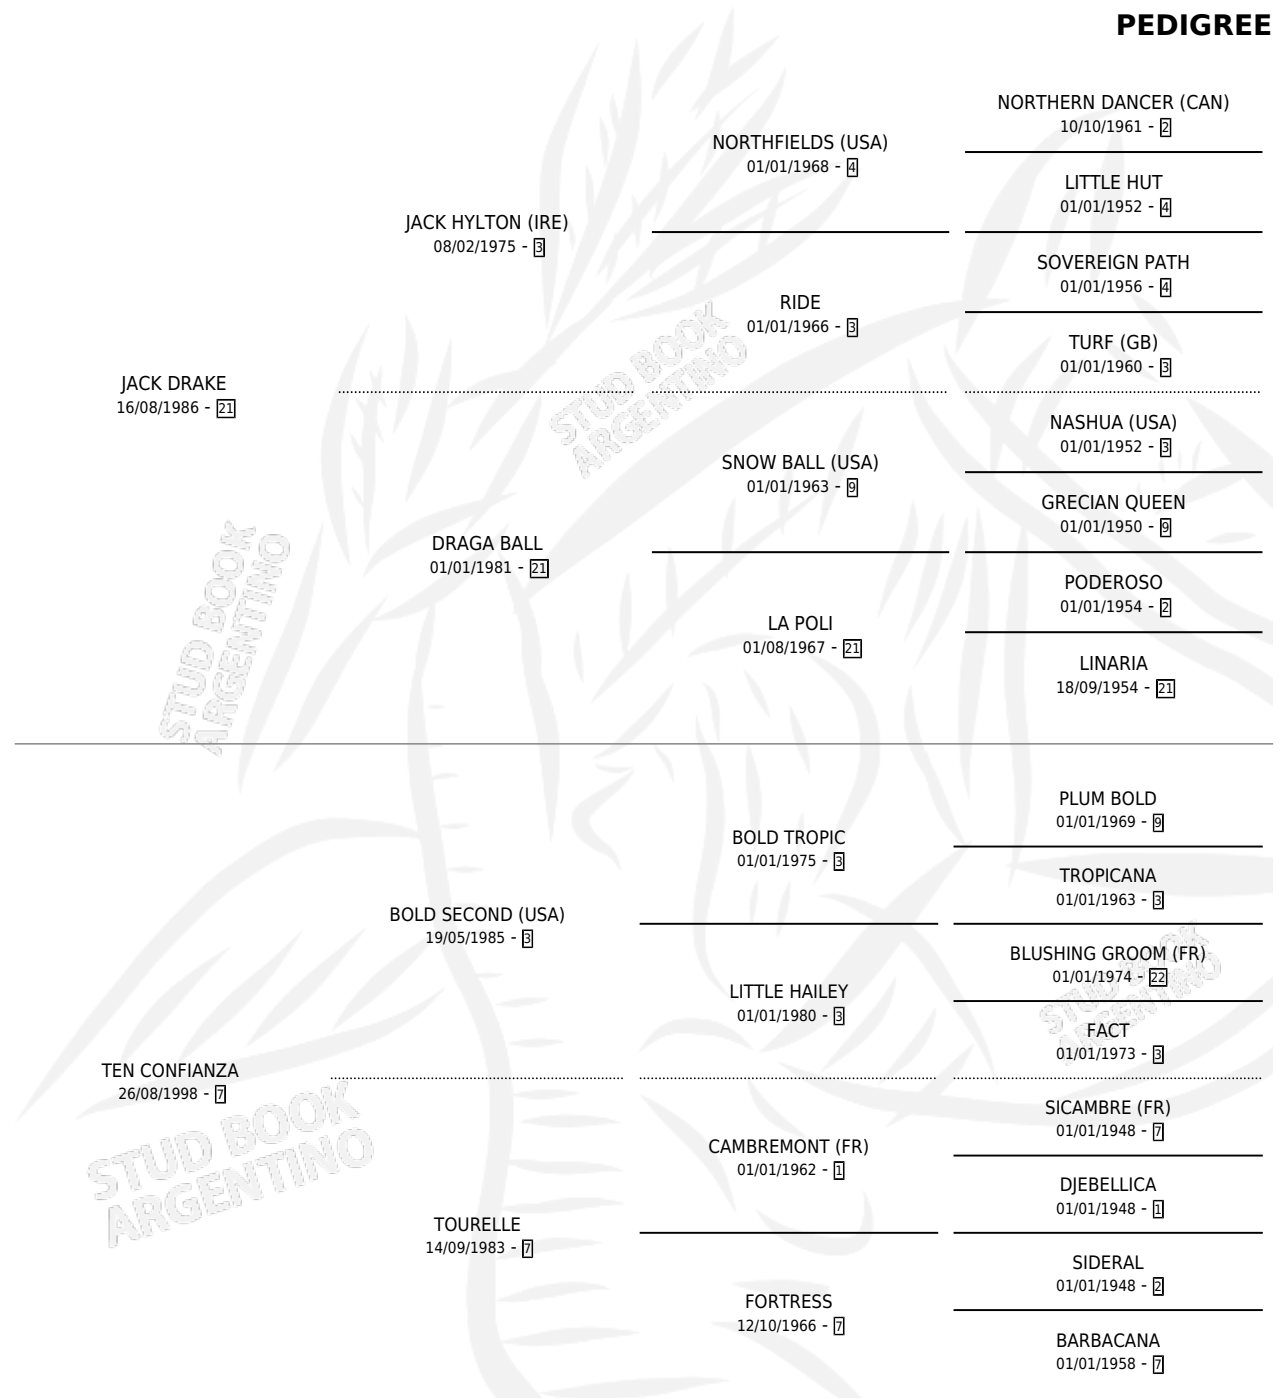 PEDIGREE
NORTHERN DANCER (CAN)
10/10/1961 - 2
NORTHFIELDS (USA)
01/01/1968 - 4
LITTLE HUT
01/01/1952 - 4
JACK HYLTON (IRE)
08/02/1975 - 3
SOVEREIGN PATH
01/01/1956 - 4
RIDE
01/01/1966 - 3
TURF (GB)
01/01/1960 - 3
JACK DRAKE
16/08/1986 - 21
NASHUA (USA)
01/01/1952 - 3
SNOW BALL (USA)
01/01/1963 - 9
GRECIAN QUEEN
01/01/1950 - 9
DRAGA BALL
01/01/1981 - 21
PODEROSO
01/01/1954 - 2
LA POLI
01/08/1967 - 21
LINARIA
18/09/1954 - 21
PLUM BOLD
01/01/1969 - 9
BOLD TROPIC
01/01/1975 - 3
TROPICANA
01/01/1963 - 3
BOLD SECOND (USA)
19/05/1985 - 3
BLUSHING GROOM (FR)
01/01/1974 - 22
LITTLE HAILEY
01/01/1980 - 3
FACT
01/01/1973 - 3
TEN CONFIANZA
26/08/1998 - 7
SICAMBRE (FR)
01/01/1948 - 7
CAMBREMONT (FR)
01/01/1962 - 1
DJEBELLICA
01/01/1948 - 1
TOURELLE
14/09/1983 - 7
SIDERAL
01/01/1948 - 2
FORTRESS
12/10/1966 - 7
BARBACANA
01/01/1958 - 7
STUD BOOK
ARGENTINO
STUD BOOK
ARGENTINO
STUD BOOK
ARGENTINO
STUD BOOK
ARGENTINO